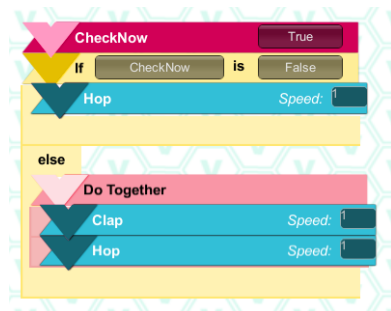 CheckNow True
If CheckNow is False
Hop Speed: 1
else
Do Together
Clap Speed: 1
Hop Speed: 1